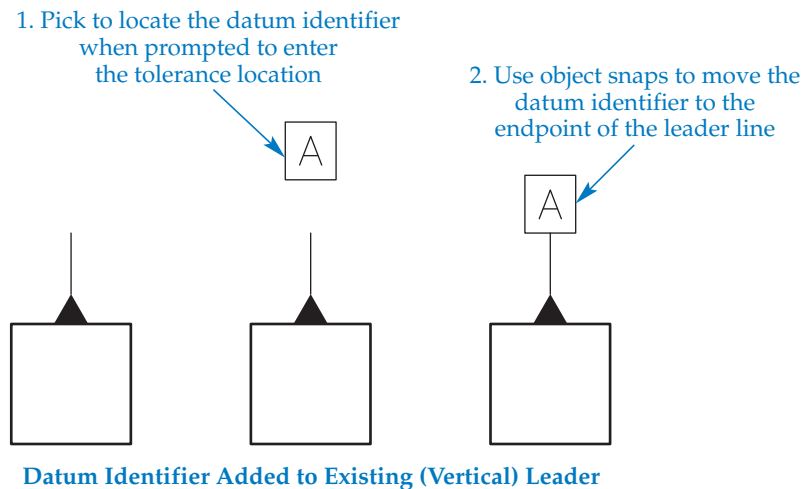 1. Pick to locate the datum identifier
when prompted to enter
the tolerance location
2. Use object snaps to move the
datum identifier to the
endpoint of the leader line
A
A
Datum Identifier Added to Existing (Vertical) Leader